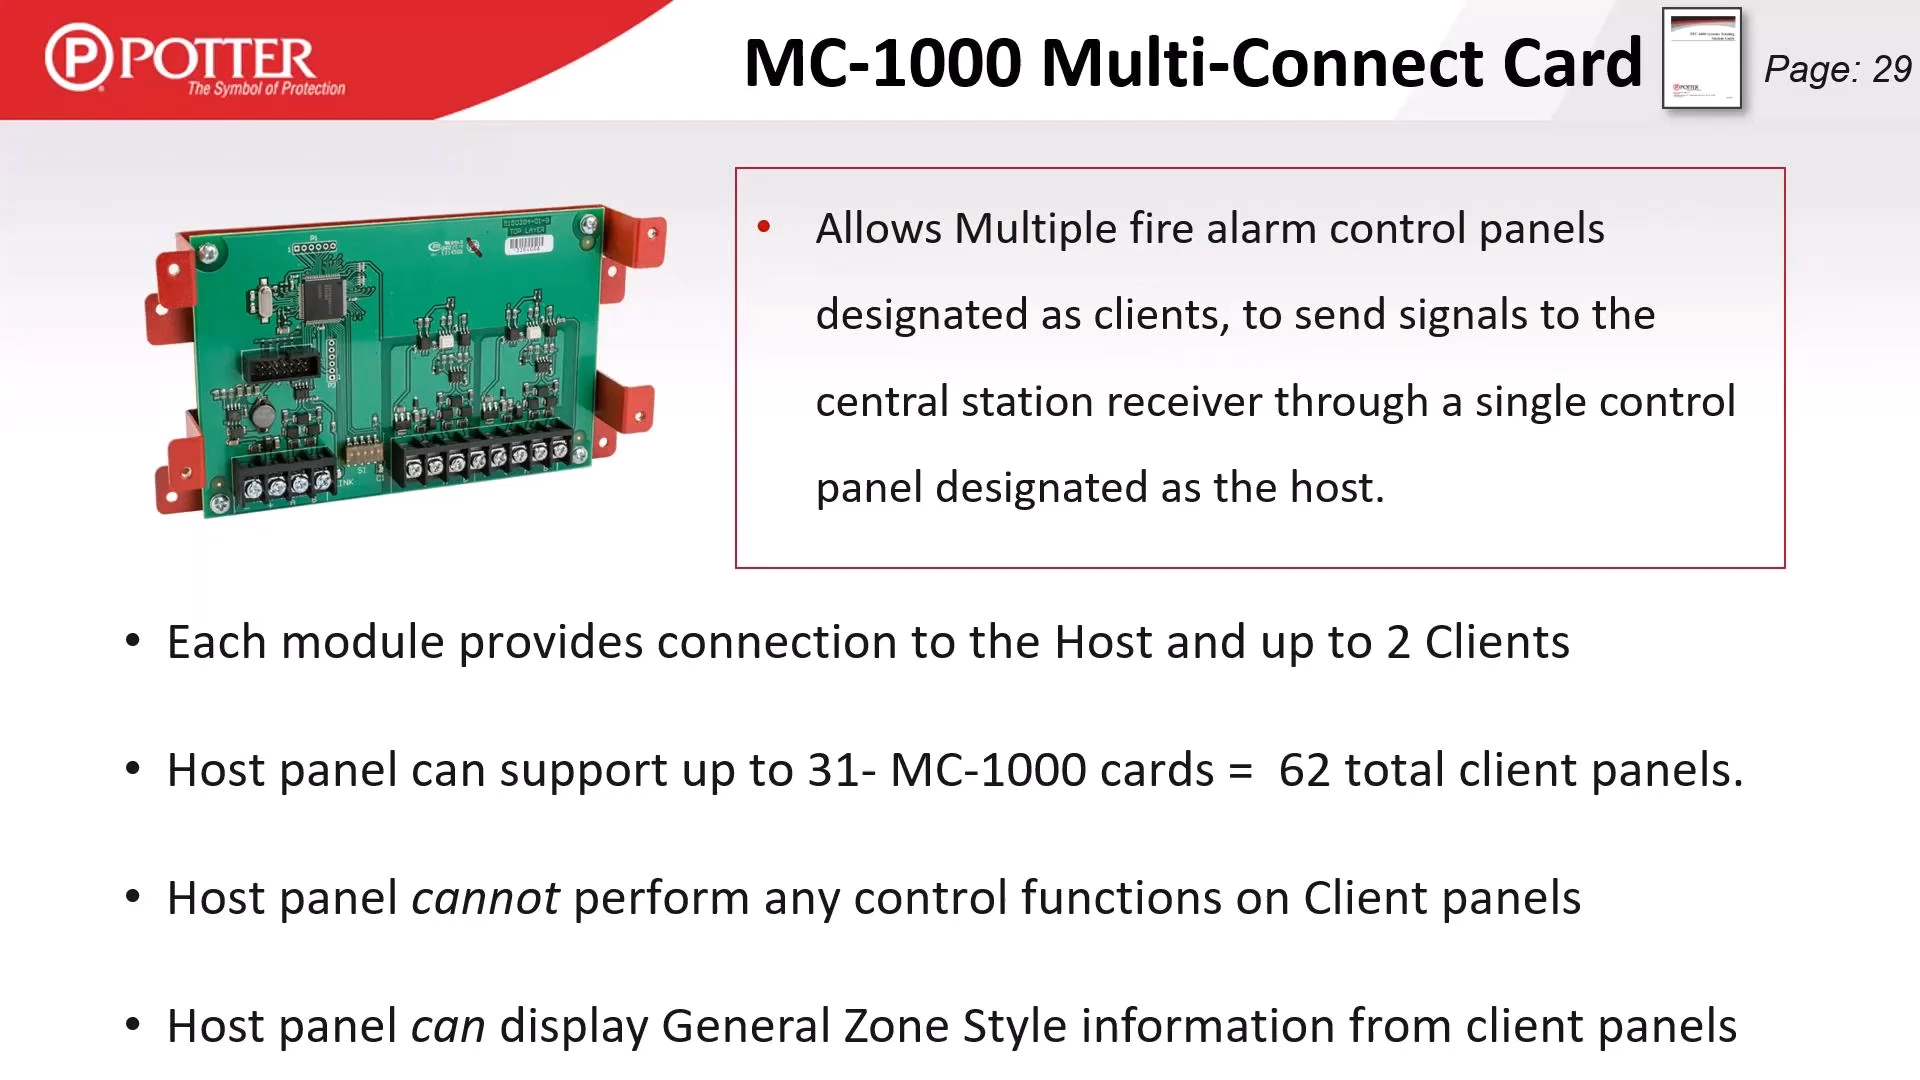 POTTER
The Symbol of Protection
MC-1000 Multi-Connect Card
Page: 29
• Allows Multiple fire alarm control panels
designated as clients, to send signals to the
central station receiver through a single control
panel designated as the host.
• Each module provides connection to the Host and up to 2 Clients
• Host panel can support up to 31- MC-1000 cards = 62 total client panels.
• Host panel cannot perform any control functions on Client panels
• Host panel can display General Zone Style information from client panels